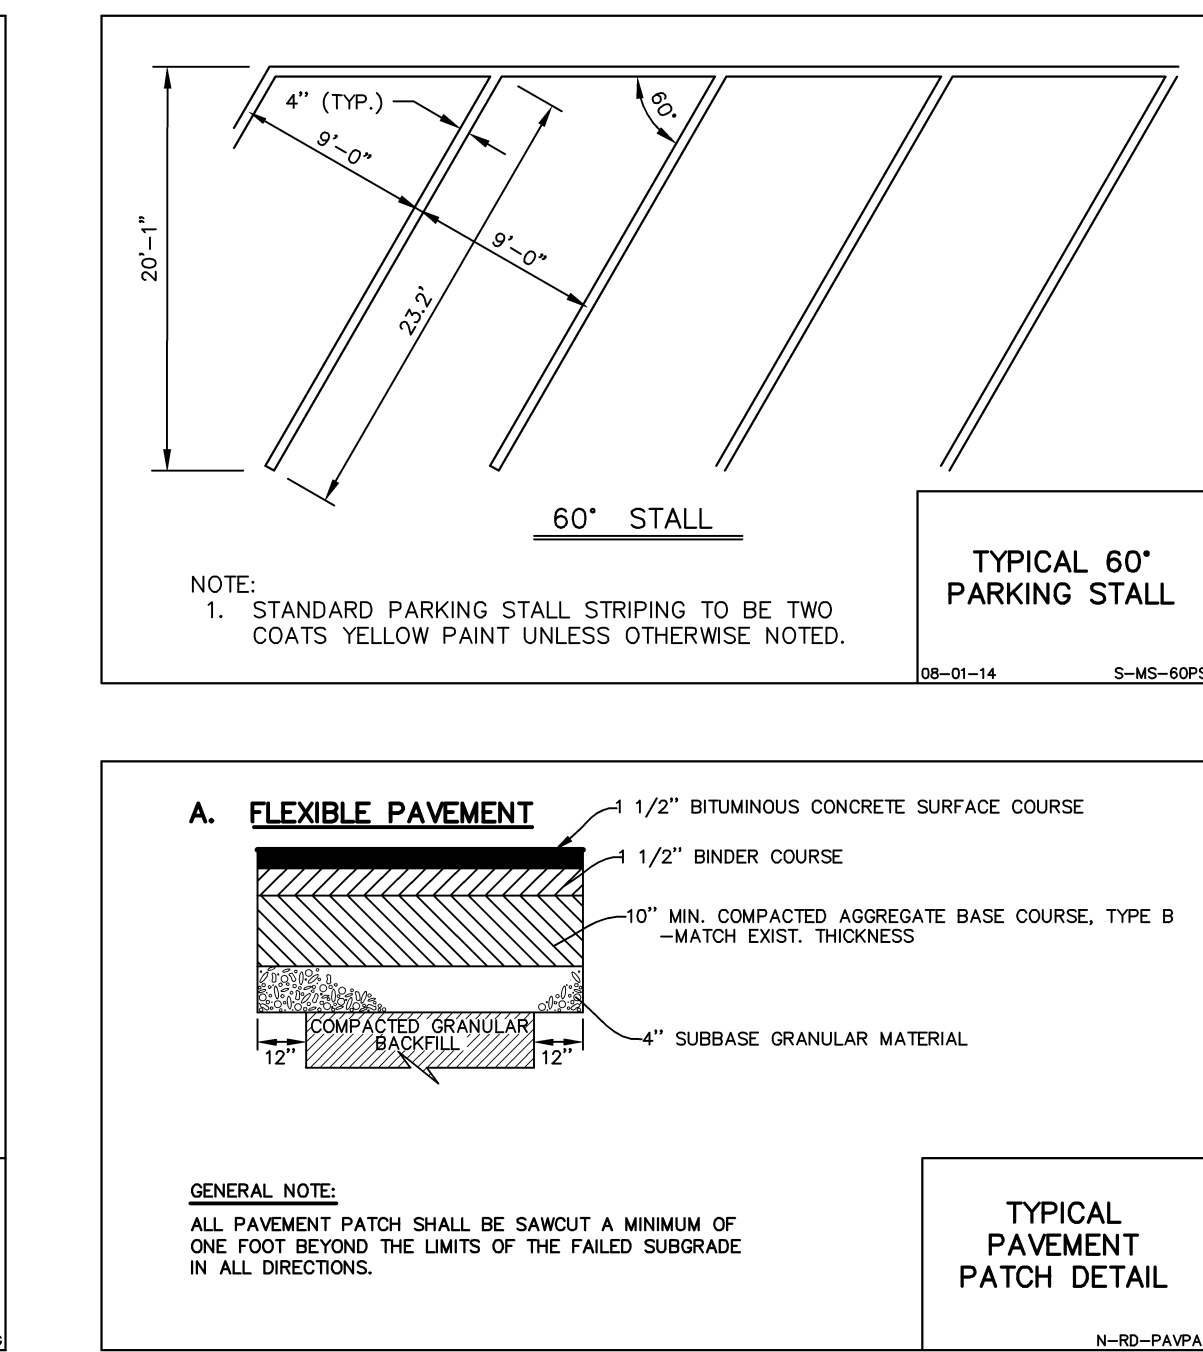 4" (TYP.)
60°
9'-0"
20'-1"
9'-0"
23.2'
60° STALL
NOTE:
1. STANDARD PARKING STALL STRIPING TO BE TWO
COATS YELLOW PAINT UNLESS OTHERWISE NOTED.
TYPICAL 60°
PARKING STALL
08-01-14 S-MS-60PS
A. FLEXIBLE PAVEMENT
1 1/2" BITUMINOUS CONCRETE SURFACE COURSE
1 1/2" BINDER COURSE
10" MIN. COMPACTED AGGREGATE BASE COURSE, TYPE B
-MATCH EXIST. THICKNESS
COMPACTED GRANULAR
BACKFILL
4" SUBBASE GRANULAR MATERIAL
12" 12"
GENERAL NOTE:
ALL PAVEMENT PATCH SHALL BE SAWCUT A MINIMUM OF
ONE FOOT BEYOND THE LIMITS OF THE FAILED SUBGRADE
IN ALL DIRECTIONS.
TYPICAL
PAVEMENT
PATCH DETAIL
N-RD-PAVPA